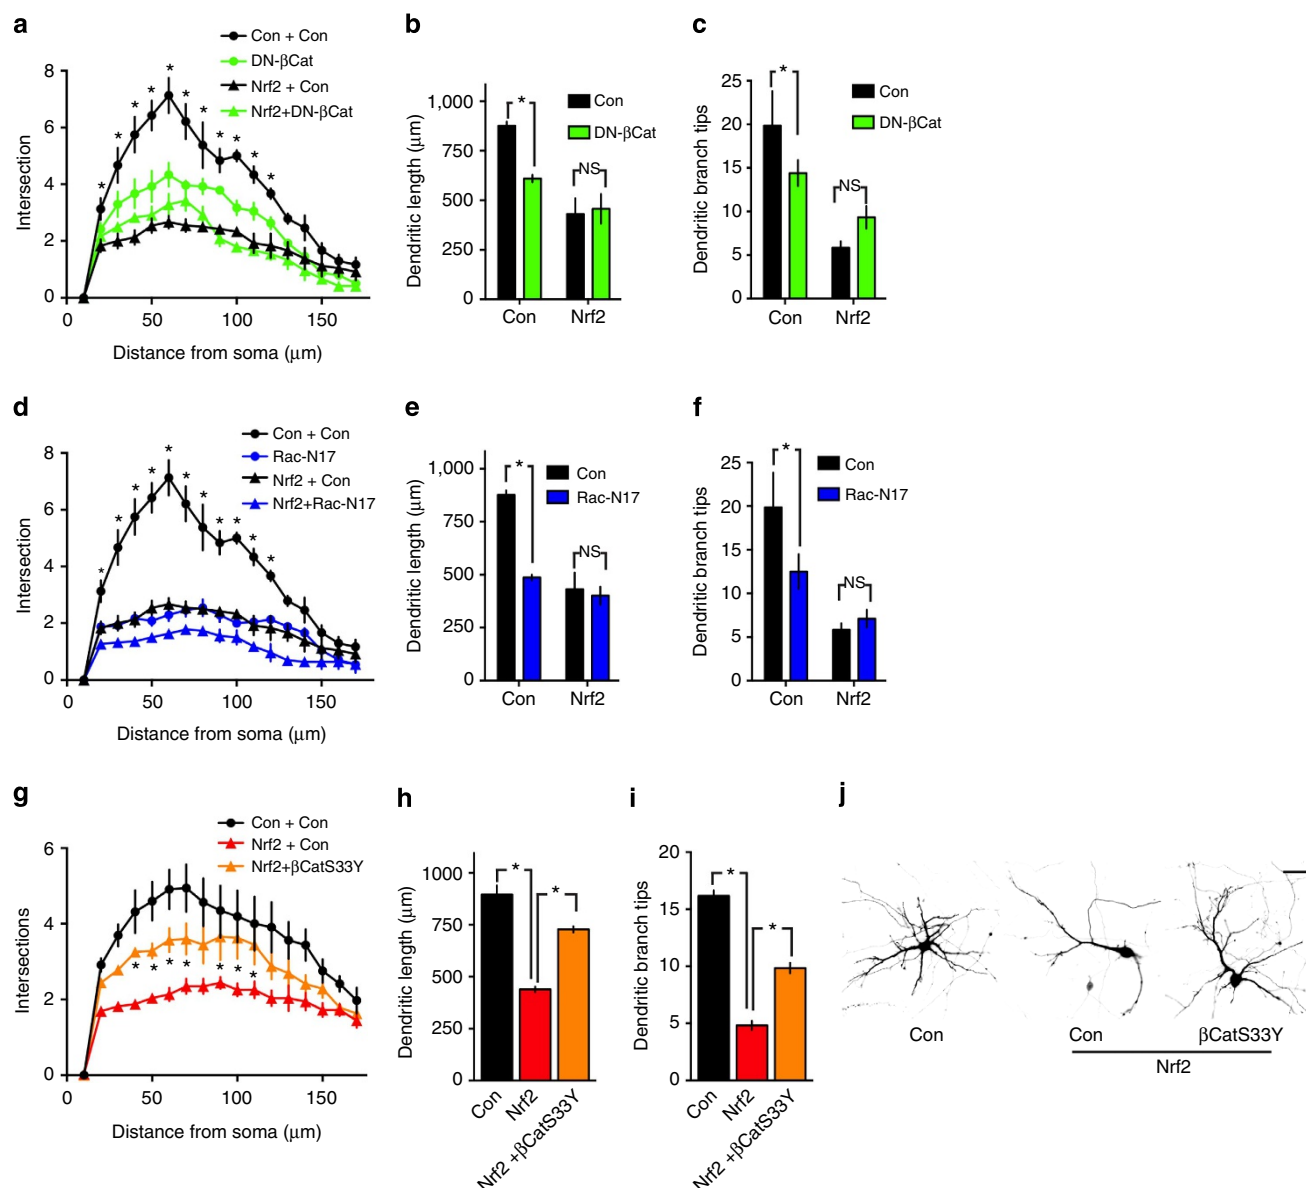 a
Con + Con
DN-βCat
Nrf2 + Con
Nrf2+DN-βCat
Intersection
8
6
4
2
0
* * * * * * * * * * *
0 50 100 150
Distance from soma (μm)
b
Con
DN-βCat
Dendritic length (μm)
1,000
750
500
250
0
*
NS
Con Nrf2
c
Con
DN-βCat
Dendritic branch tips
25
20
15
10
5
0
*
NS
Con Nrf2
d
Con + Con
Rac-N17
Nrf2 + Con
Nrf2+Rac-N17
Intersection
8
6
4
2
0
* * * * * * * * * * *
0 50 100 150
Distance from soma (μm)
e
Con
Rac-N17
Dendritic length (μm)
1,000
750
500
250
0
*
NS
Con Nrf2
f
Con
Rac-N17
Dendritic branch tips
25
20
15
10
5
0
*
NS
Con Nrf2
g
Con + Con
Nrf2 + Con
Nrf2+βCatS33Y
Intersections
6
4
2
0
* * * * * * *
0 50 100 150
Distance from soma (μm)
h
Dendritic length (μm)
1000
750
500
250
0
* *
Con
Nrf2
Nrf2 +βCatS33Y
i
Dendritic branch tips
20
15
10
5
0
* *
Con
Nrf2
Nrf2 +βCatS33Y
j
Con Con βCatS33Y
Nrf2